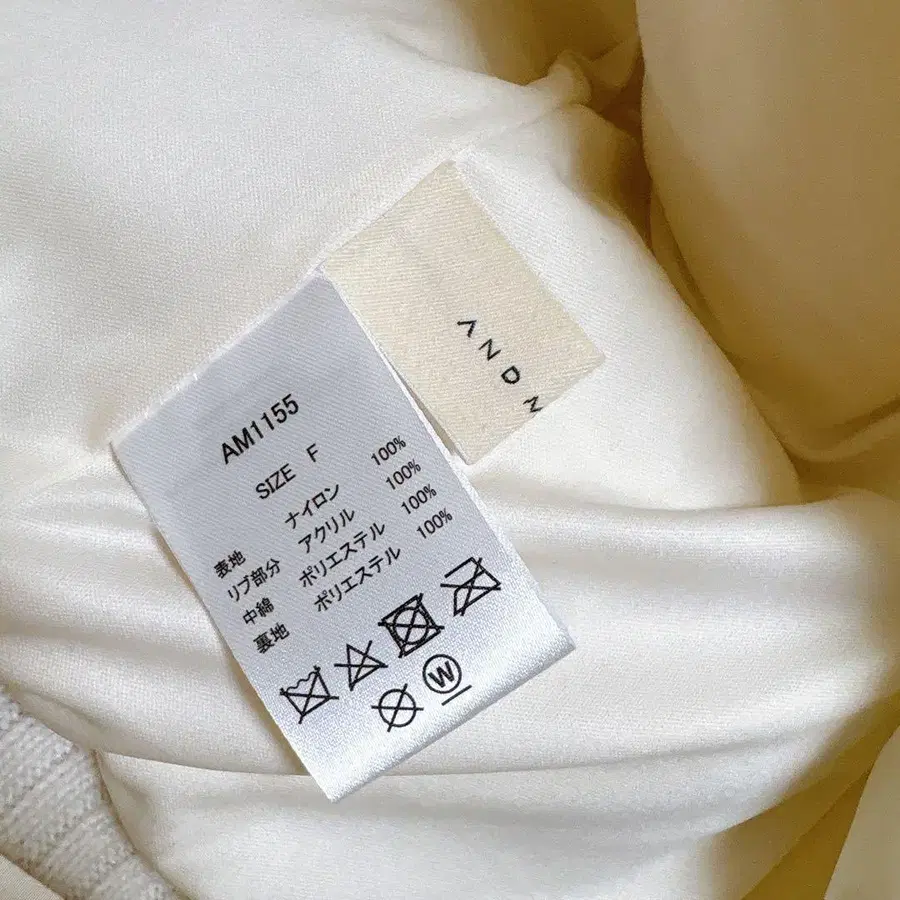 AM1155
SIZE F
表地 ナイロン 100%
リブ部分 アクリル 100%
中綿 ポリエステル 100%
裏地 ポリエステル 100%
W
AND M